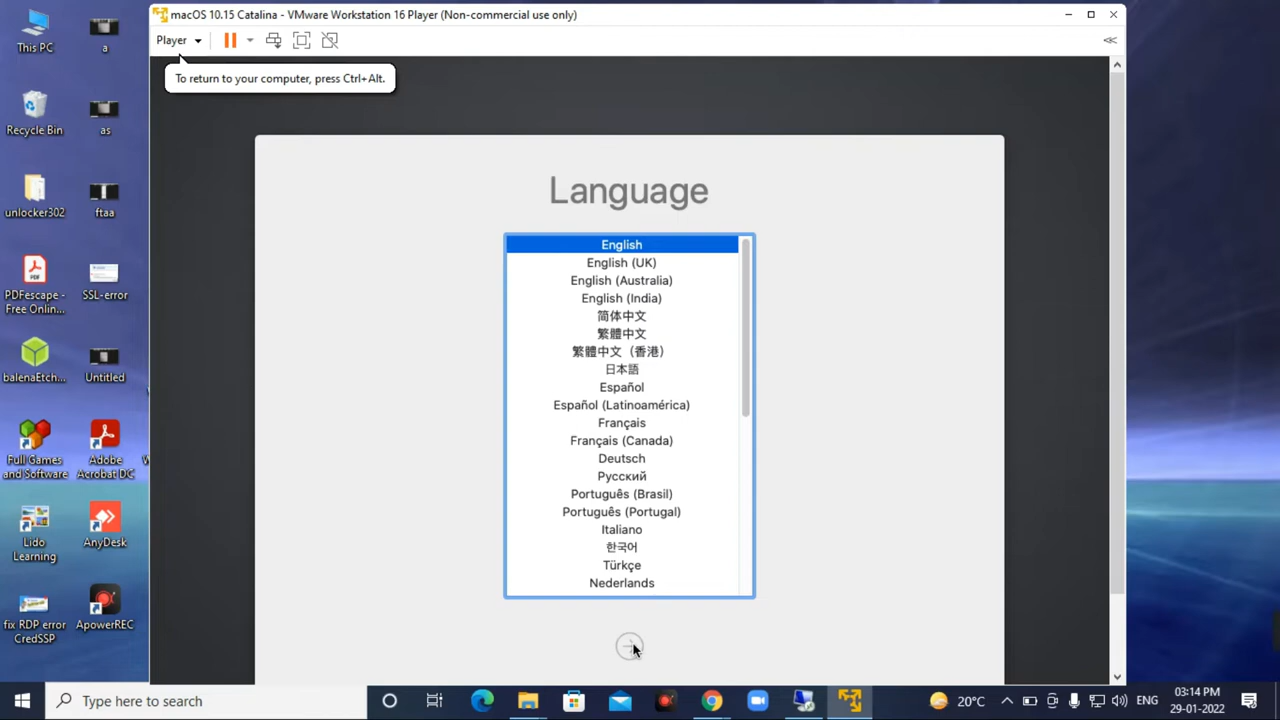 This PC
a
Recycle Bin
as
unlocker302
ftaa
PDFescape -
Free Onlin...
SSL-error
balenaEtch...
Untitled
Full Games
and Software
Adobe
Acrobat DC
Lido
Learning
AnyDesk
fix RDP error
CredSSP
ApowerREC
macOS 10.15 Catalina - VMware Workstation 16 Player (Non-commercial use only)
Player
To return to your computer, press Ctrl+Alt.
Language
English
English (UK)
English (Australia)
English (India)
简体中文
繁體中文
繁體中文（香港）
日本語
Español
Español (Latinoamérica)
Français
Français (Canada)
Deutsch
Русский
Português (Brasil)
Português (Portugal)
Italiano
한국어
Türkçe
Nederlands
Type here to search
20°C
ENG
03:14 PM
29-01-2022